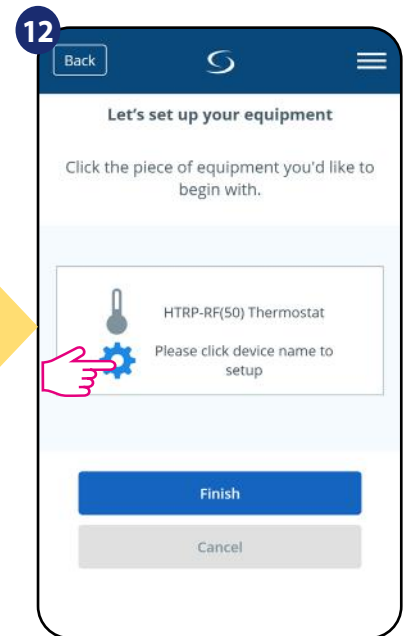 12
Back
Let's set up your equipment
Click the piece of equipment you'd like to
begin with.
HTRP-RF(50) Thermostat
Please click device name to
setup
Finish
Cancel